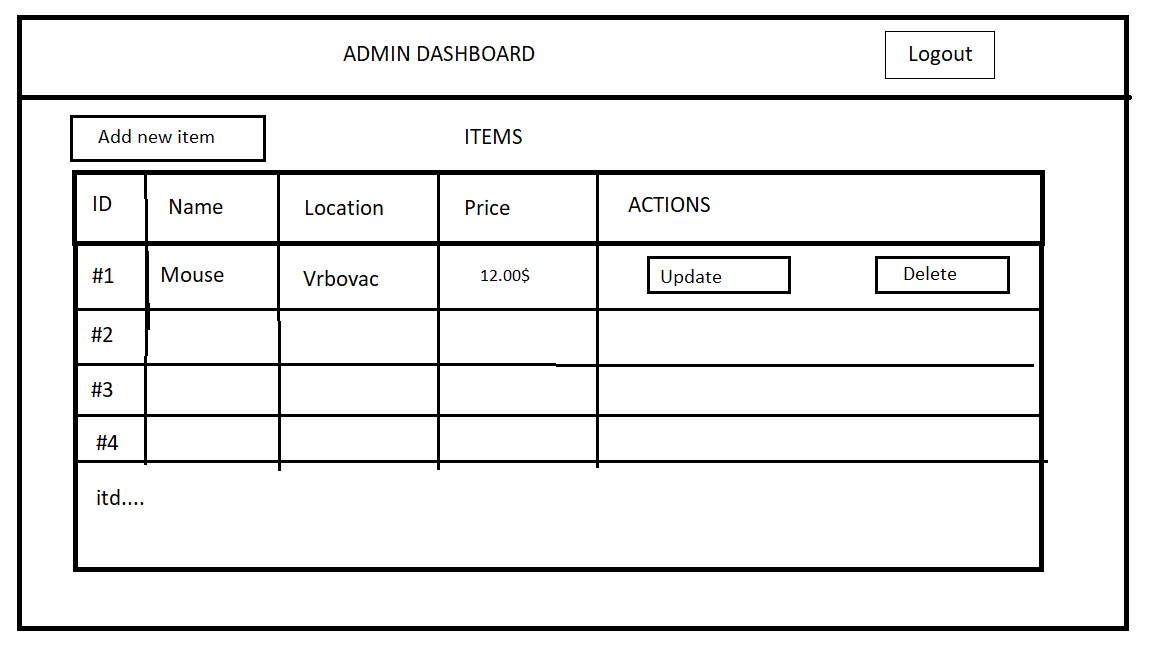 ADMIN DASHBOARD
Logout
Add new item
ITEMS
ID Name Location Price ACTIONS
#1 Mouse Vrbovac 12.00$ Update Delete
#2
#3
#4
itd....